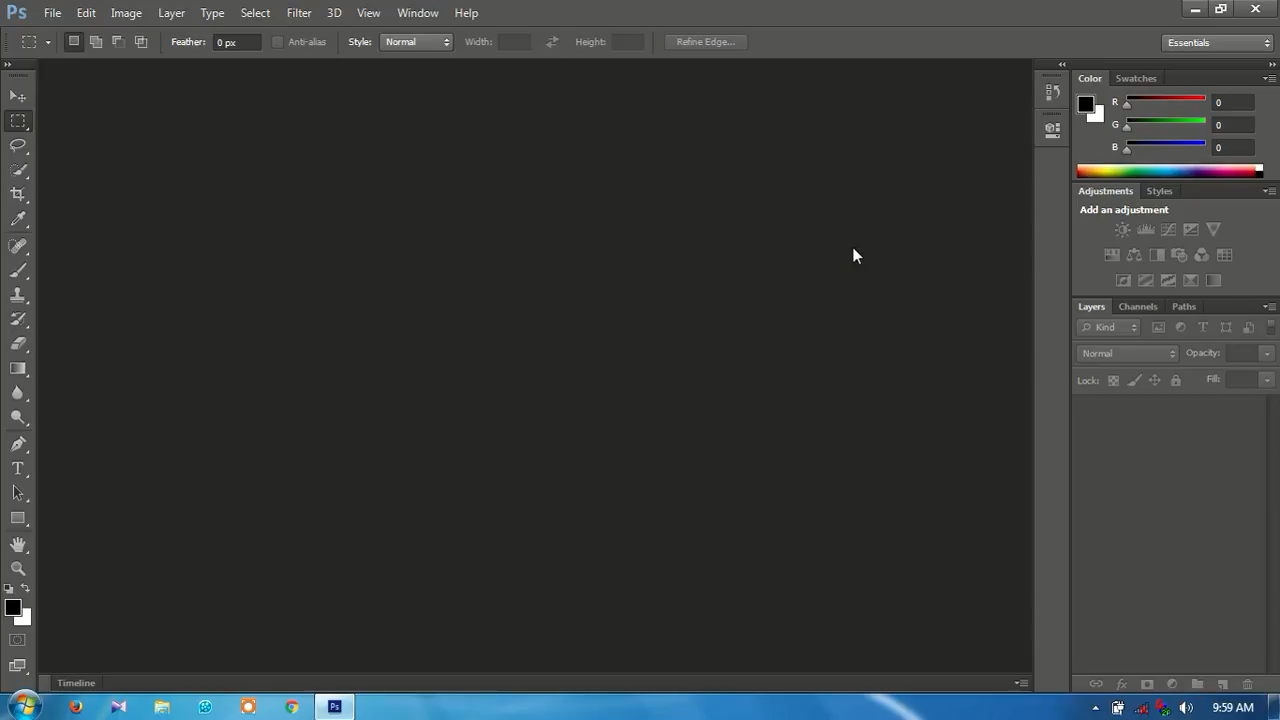 Ps File Edit Image Layer Type Select Filter 3D View Window Help
Feather: 0 px Anti-alias Style: Normal Width: Height: Refine Edge... Essentials
Color Swatches
R 0
G 0
B 0
Adjustments Styles
Add an adjustment
Layers Channels Paths
Kind
Normal Opacity:
Lock: Fill:
T
Timeline
Ps 9:59 AM